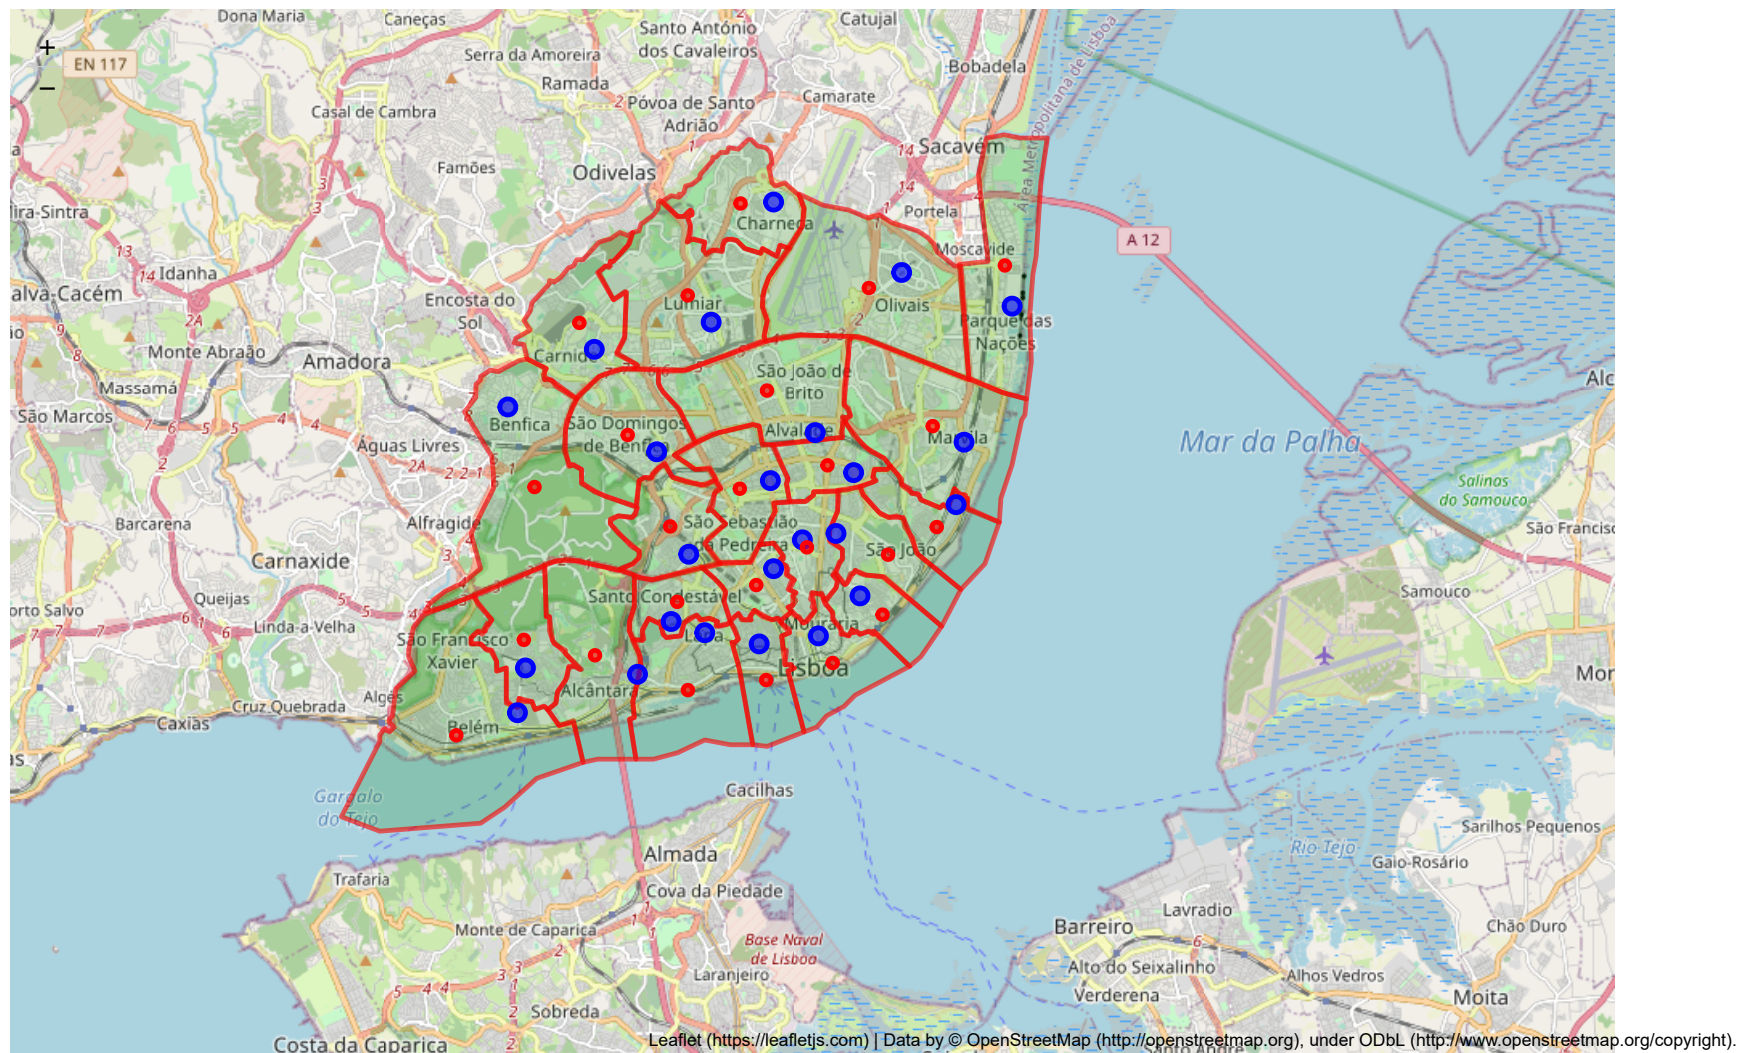 Dona Maria
Caneças
Santo António
dos Cavaleiros
Catujal
+
EN 117
−
Serra da Amoreira
Ramada
Bobadela
Área Metropolitana de Lisboa
Casal de Cambra
Póvoa de Santo
Adrião
Camarate
Famões
Odivelas
Sacavém
Portela
Charneca
Moscavide
A 12
Idanha
Encosta do
Sol
Lumiar
Olivais
Parque das
Nações
Monte Abraão
Amadora
Massamá
São Marcos
São João de
Brito
Benfica
São Domingos
de Benfica
Águas Livres
Mar da Palha
Salinas
do Samouco
Barcarena
Alfragide
São Sebastião
da Pedreira
São João
Carnaxide
Queijas
Santo Condestável
Samouco
Linda-a-Velha
São Francisco
Xavier
Mouraria
Lisboa
Alcântara
Algés
Cruz Quebrada
Caxias
Belém
Gargalo
do Tejo
Cacilhas
Almada
Trafaria
Cova da Piedade
Sarilhos Pequenos
Rio Tejo
Gaio-Rosário
Lavradio
Chão Duro
Barreiro
Monte de Caparica
Base Naval
de Lisboa
Laranjeiro
Alto do Seixalinho
Verderena
Alhos Vedros
Moita
Sobreda
Costa da Caparica
Leaflet (https://leafletjs.com) | Data by © OpenStreetMap (http://openstreetmap.org), under ODbL (http://www.openstreetmap.org/copyright).